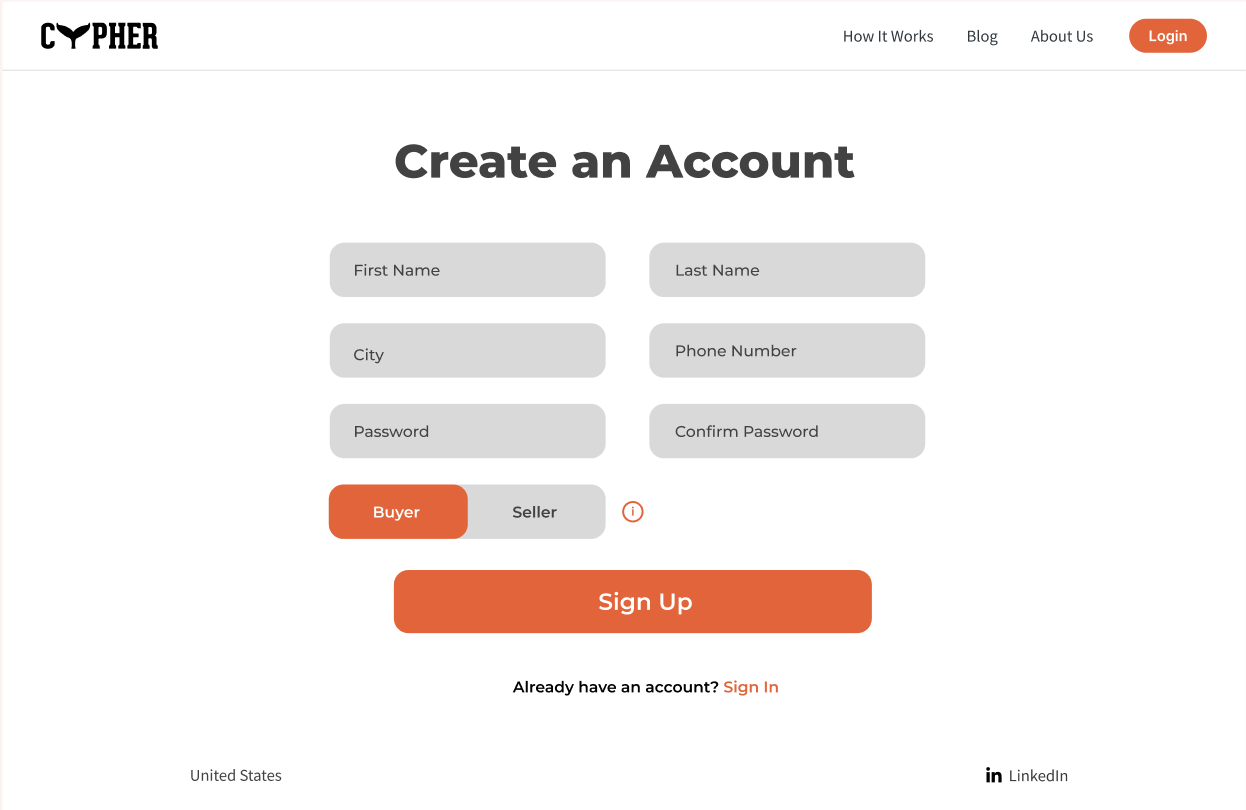 CYPHER
How It Works Blog About Us Login
Create an Account
First Name Last Name
City Phone Number
Password Confirm Password
Buyer Seller i
Sign Up
Already have an account? Sign In
United States in LinkedIn